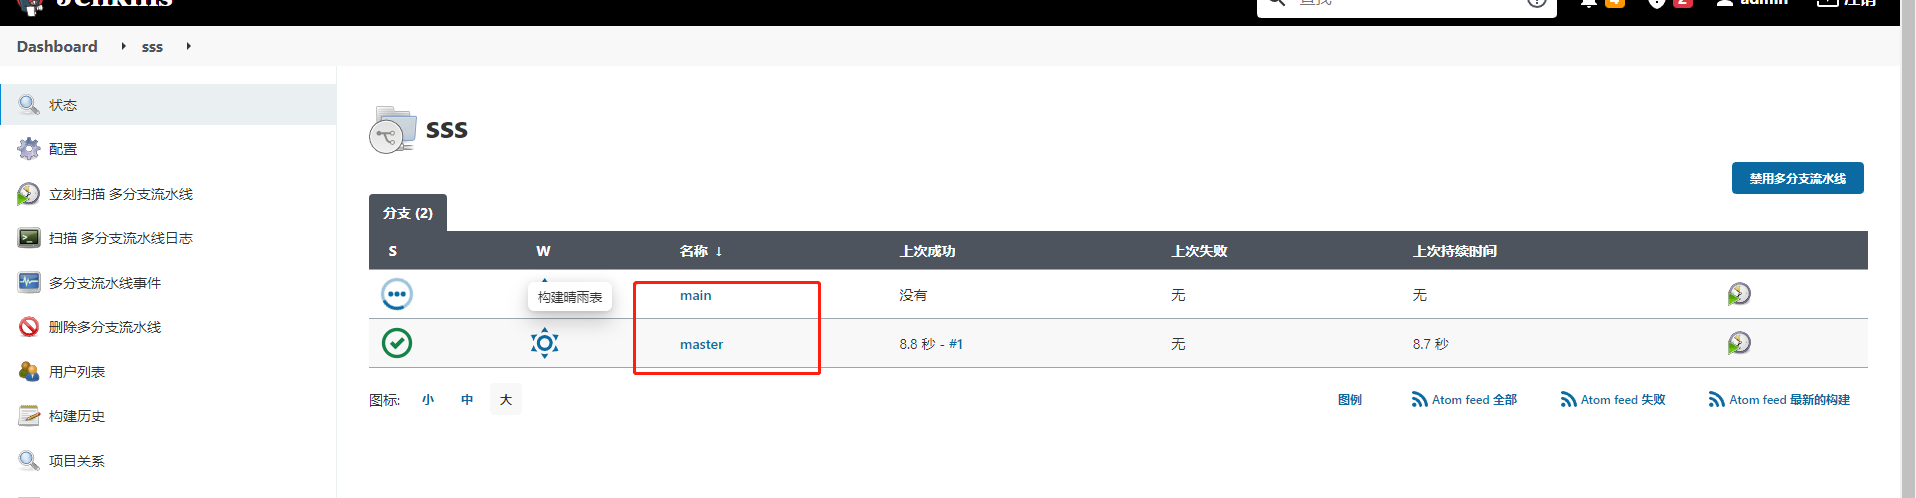 Jenkins
查找
4
2
admin
注销
Dashboard
sss
状态
配置
立刻扫描 多分支流水线
扫描 多分支流水线日志
多分支流水线事件
删除多分支流水线
用户列表
构建历史
项目关系
sss
禁用多分支流水线
分支 (2)
S W 名称 ↓ 上次成功 上次失败 上次持续时间
构建晴雨表
main 没有 无 无
master 8.8 秒 - #1 无 8.7 秒
图标: 小 中 大
图例 Atom feed 全部 Atom feed 失败 Atom feed 最新的构建